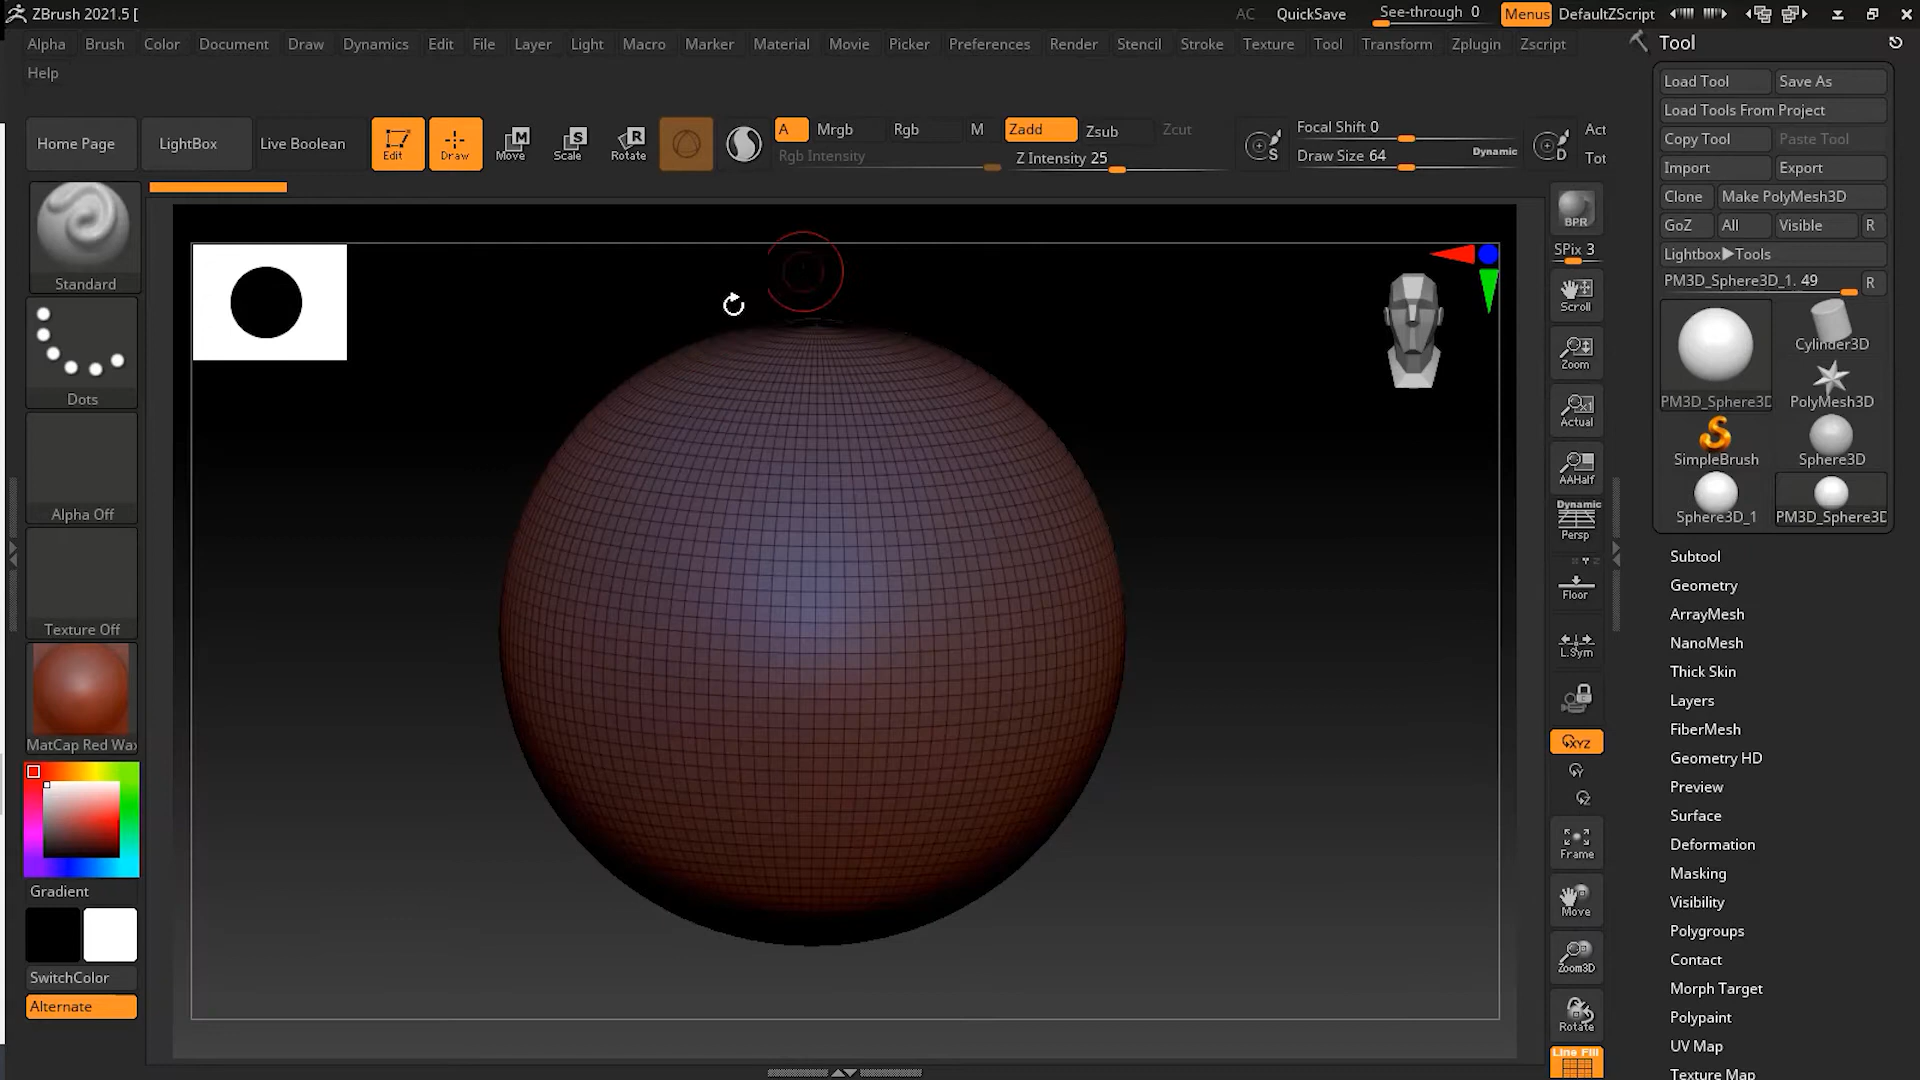 ZBrush 2021.5 [
AC QuickSave See-through 0 Menus DefaultZScript
Alpha Brush Color Document Draw Dynamics Edit File Layer Light Macro Marker Material Movie Picker Preferences Render Stencil Stroke Texture Tool Transform Zplugin Zscript
Help
Home Page LightBox Live Boolean Edit Draw Move Scale Rotate
M S R
A Mrgb Rgb M Zadd Zsub Zcut
Rgb Intensity Z Intensity 25
S Focal Shift 0
Draw Size 64 Dynamic D
Act
Tot
Standard
Dots
Alpha Off
Texture Off
MatCap Red Wax
Gradient
SwitchColor
Alternate
BPR
SPix 3
Scroll
Zoom
Actual
AAHalf
Dynamic
Persp
Floor
L.Sym
XYZ
Y
Z
Frame
Move
Zoom3D
Rotate
Line Fill
Tool
Load Tool Save As
Load Tools From Project
Copy Tool Paste Tool
Import Export
Clone Make PolyMesh3D
GoZ All Visible R
Lightbox▶Tools
PM3D_Sphere3D_1. 49 R
PM3D_Sphere3D Cylinder3D
PolyMesh3D
SimpleBrush Sphere3D
Sphere3D_1 PM3D_Sphere3D
Subtool
Geometry
ArrayMesh
NanoMesh
Thick Skin
Layers
FiberMesh
Geometry HD
Preview
Surface
Deformation
Masking
Visibility
Polygroups
Contact
Morph Target
Polypaint
UV Map
Texture Map